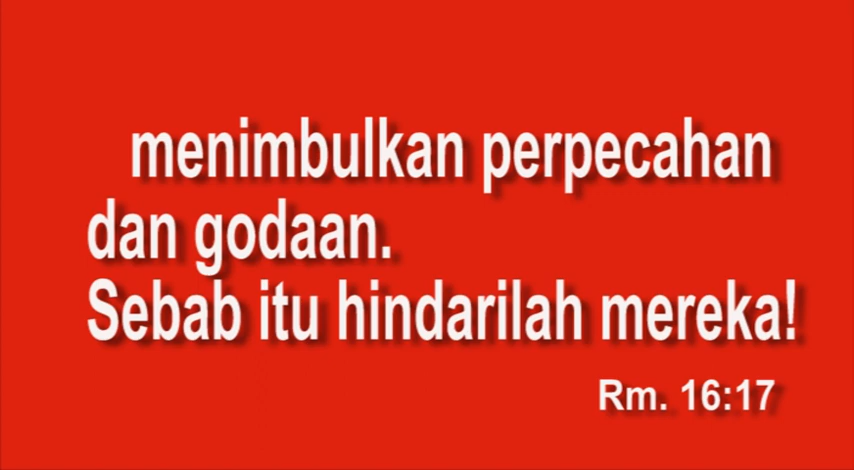 menimbulkan perpecahan
dan godaan.
Sebab itu hindarilah mereka!
Rm. 16:17